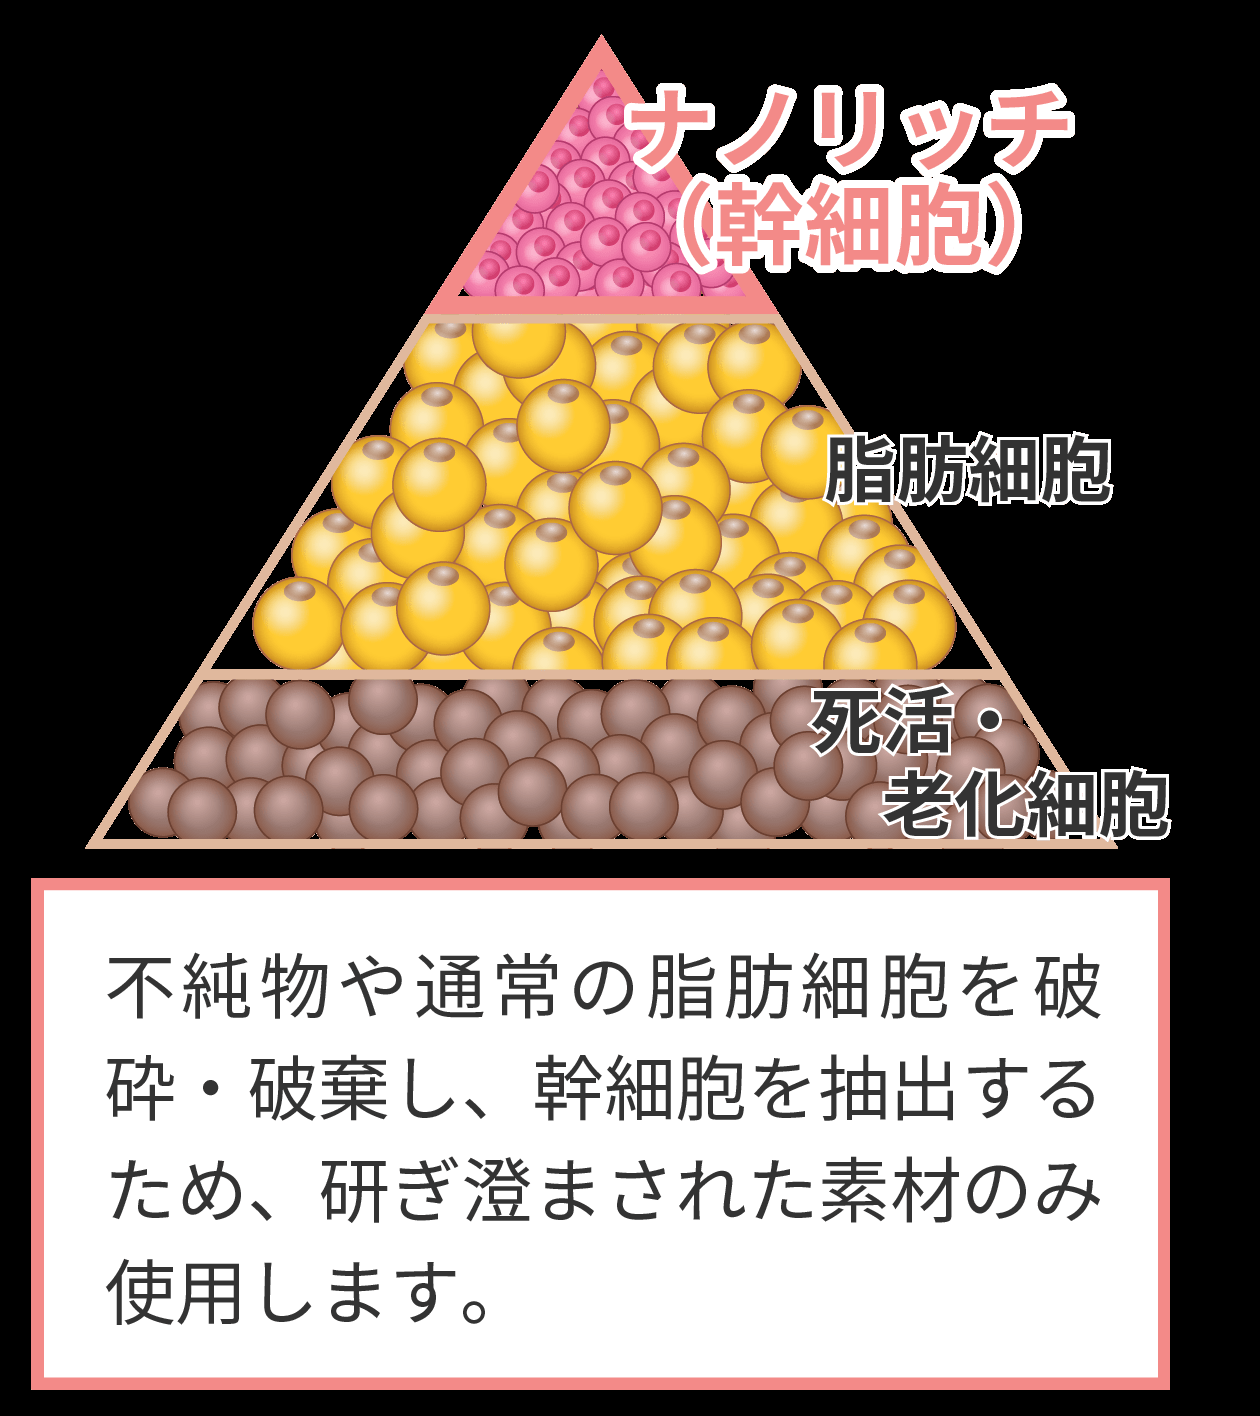 ナノリッチ
（幹細胞）
脂肪細胞
死活・
老化細胞
不純物や通常の脂肪細胞を破
砕・破棄し、幹細胞を抽出する
ため、研ぎ澄まされた素材のみ
使用します。